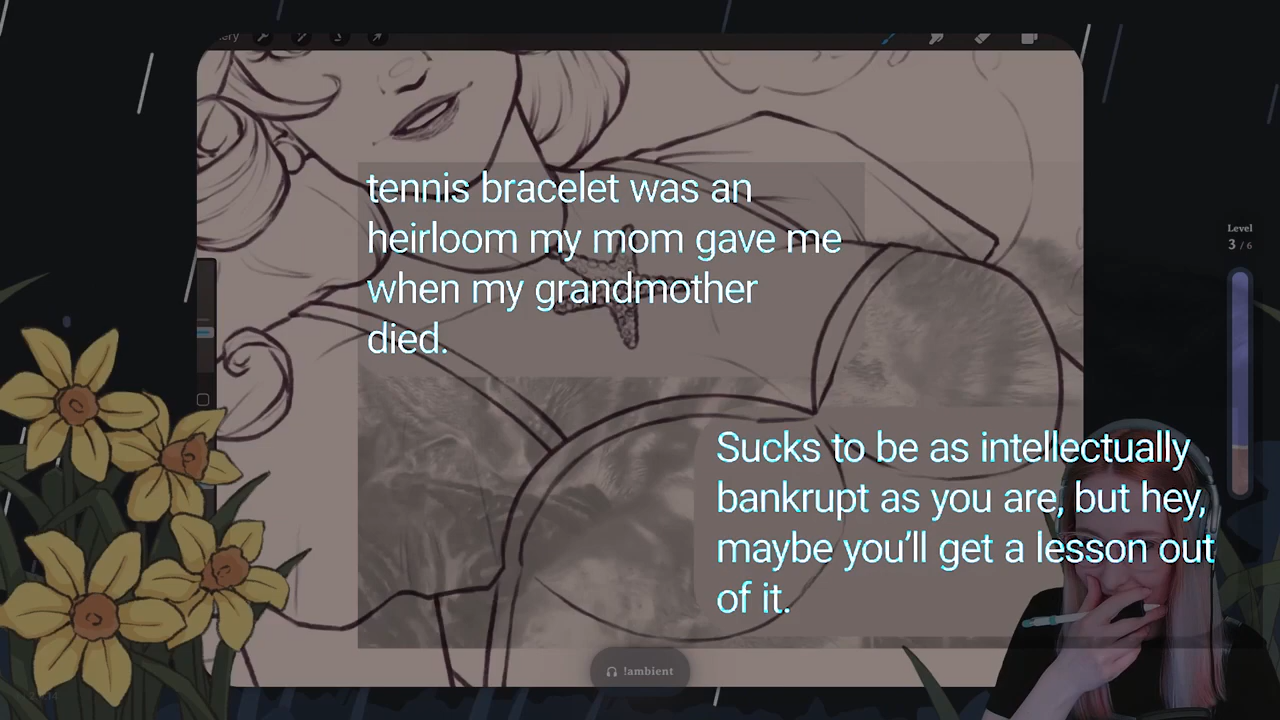 ery
tennis bracelet was an
heirloom my mom gave me
when my grandmother
died.
Level
3 / 6
Sucks to be as intellectually
bankrupt as you are, but hey,
maybe you'll get a lesson out
of it.
!ambient